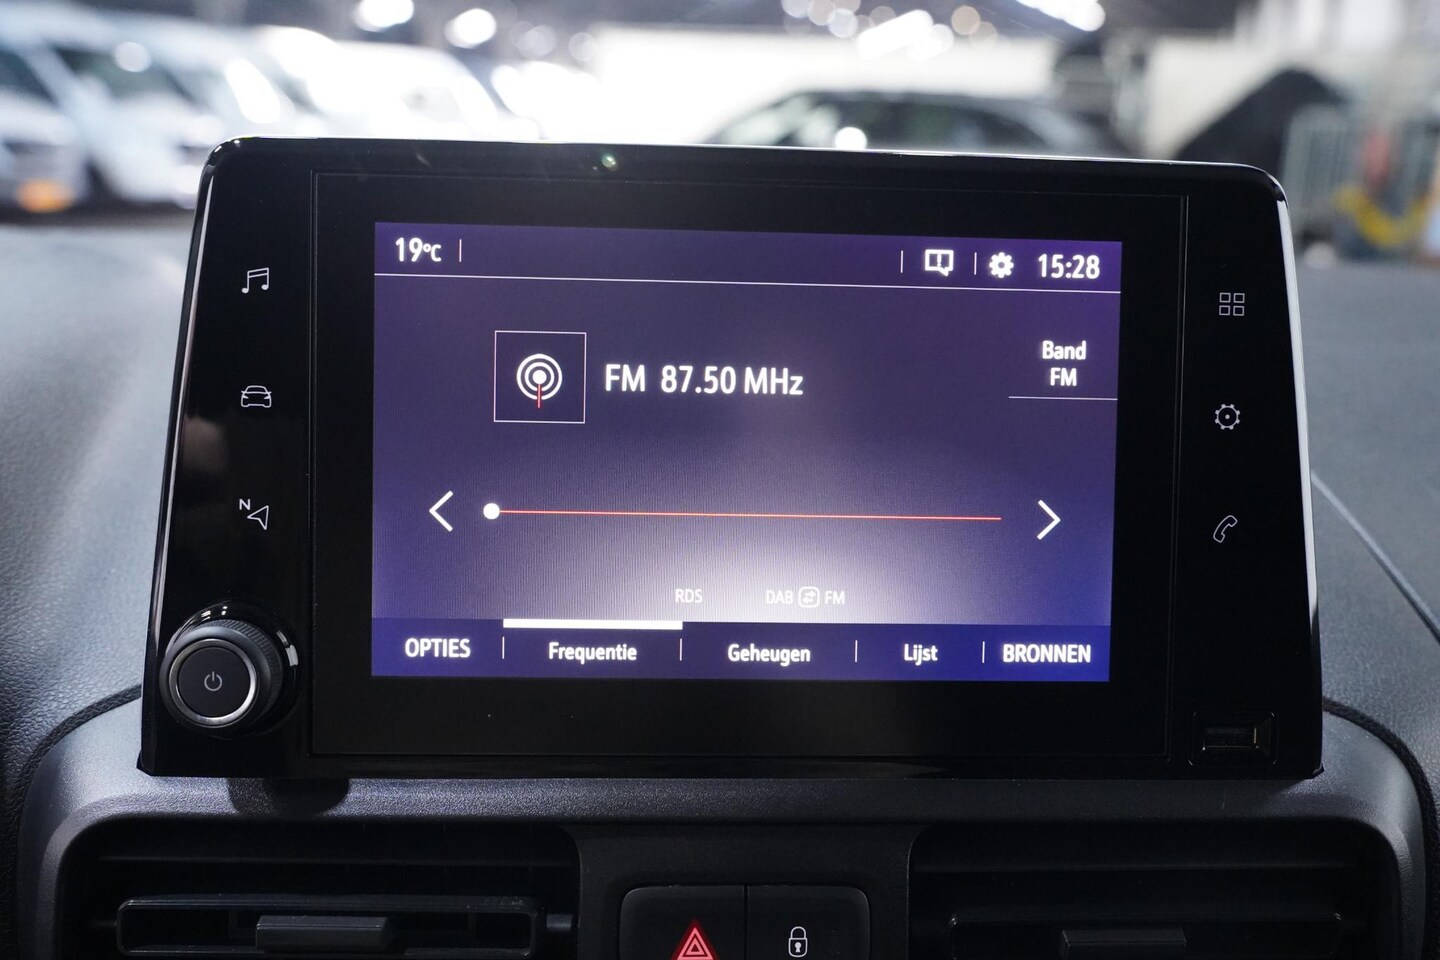 19°C
15:28
FM 87.50 MHz
Band
FM
N
RDS
DAB FM
OPTIES
Frequentie
Geheugen
Lijst
BRONNEN